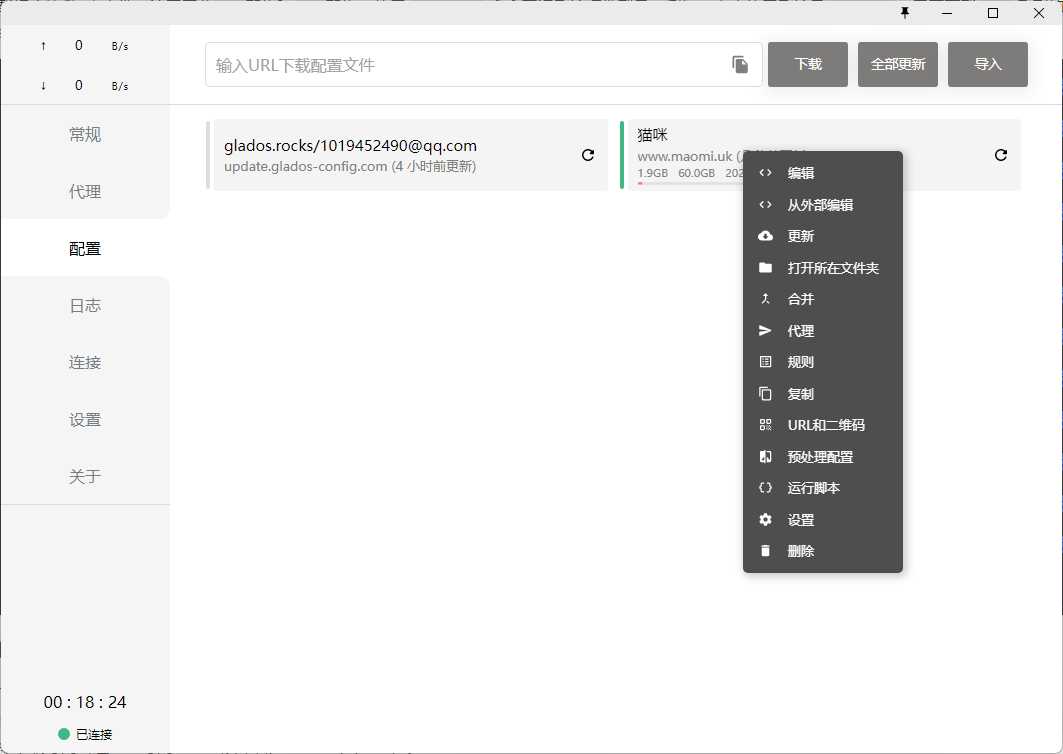 ↑ 0 B/s
↓ 0 B/s
常规
代理
配置
日志
连接
设置
关于
00 : 18 : 24
已连接
输入URL下载配置文件
下载
全部更新
导入
glados.rocks/1019452490@qq.com
update.glados-config.com (4 小时前更新)
猫咪
www.maomi.uk
1.9GB 60.0GB
编辑
从外部编辑
更新
打开所在文件夹
合并
代理
规则
复制
URL和二维码
预处理配置
运行脚本
设置
删除